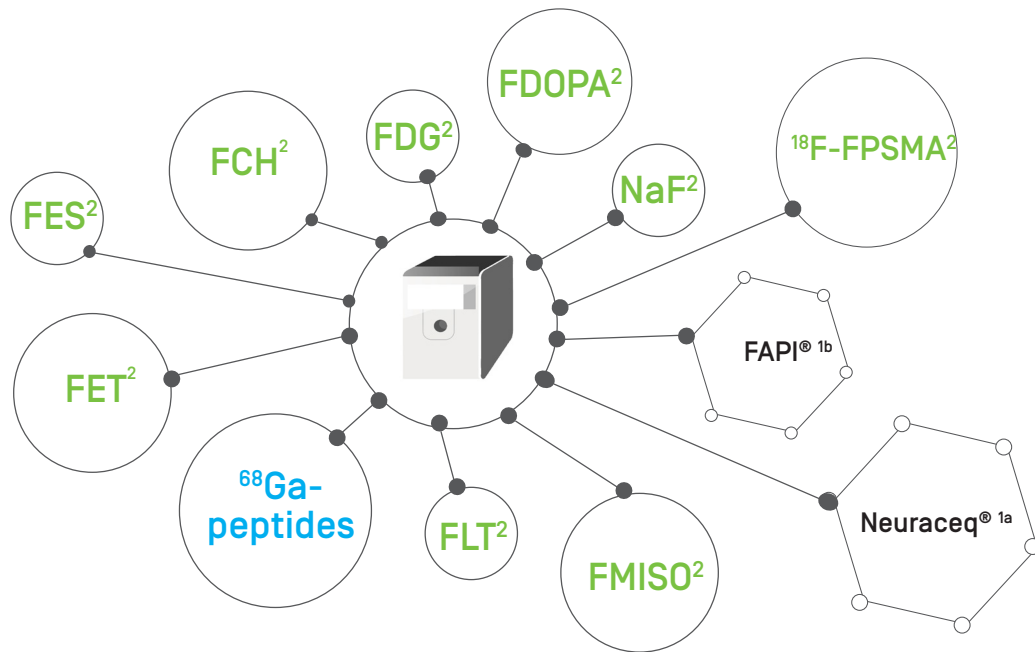 FDOPA²
FDG²
FCH²
¹⁸F-FPSMA²
NaF²
FES²
FAPI® ¹ᵇ
FET²
⁶⁸Ga-
peptides
FLT²
Neuraceq® ¹ᵃ
FMISO²